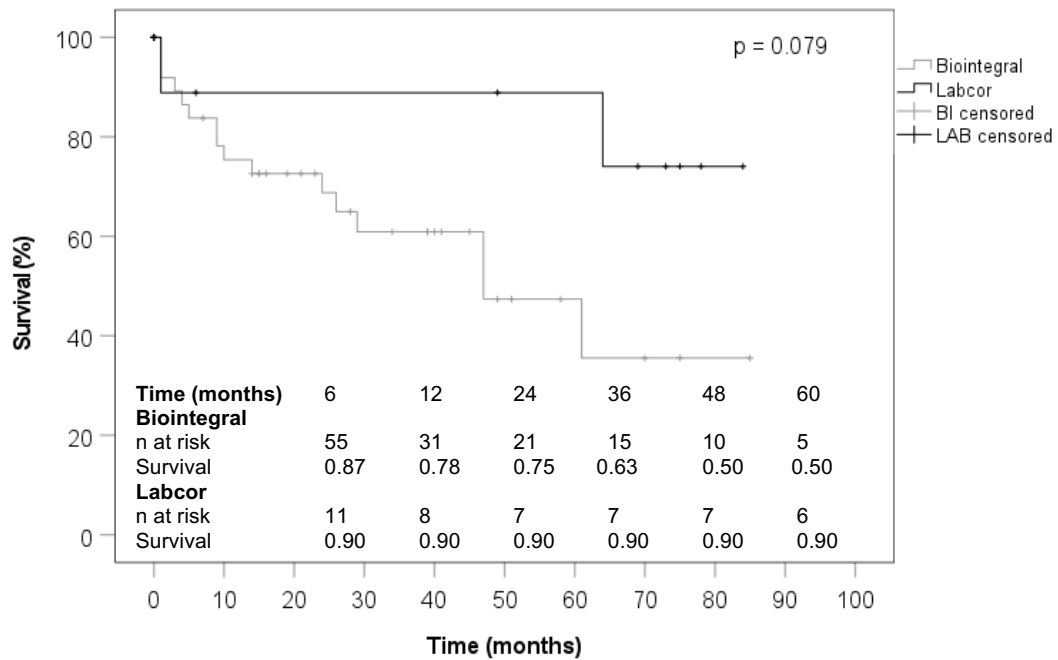 p = 0.079
Biointegral
Labcor
BI censored
LAB censored
100
80
60
40
20
0
Survival (%)
Time (months) 6 12 24 36 48 60
Biointegral
n at risk 55 31 21 15 10 5
Survival 0.87 0.78 0.75 0.63 0.50 0.50
Labcor
n at risk 11 8 7 7 7 6
Survival 0.90 0.90 0.90 0.90 0.90 0.90
0 10 20 30 40 50 60 70 80 90 100
Time (months)